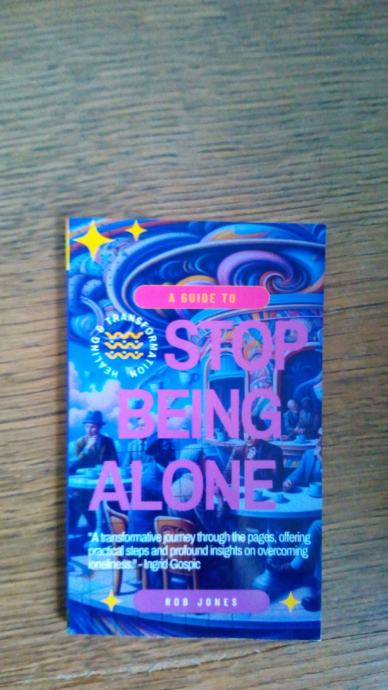 A GUIDE TO
HEALING & TRANSFORMATION
STOP
BEING
ALONE
"A transformative journey through the pages, offering
practical steps and profound insights on overcoming
loneliness." - Ingrid Gospic
ROB JONES